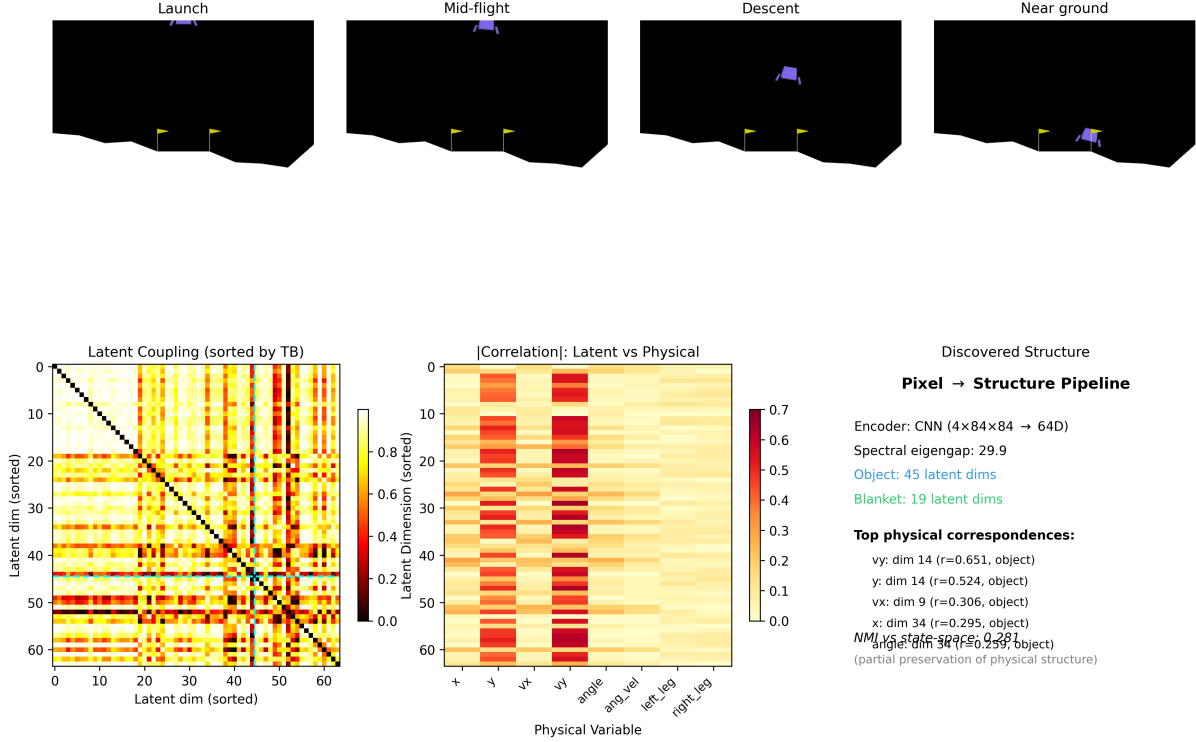 Launch
Mid-flight
Descent
Near ground
Latent Coupling (sorted by TB)
0
10
20
30
40
50
60
Latent dim (sorted)
0 10 20 30 40 50 60
Latent dim (sorted)
0.8
0.6
0.4
0.2
0.0
|Correlation|: Latent vs Physical
0
10
20
30
40
50
60
Latent Dimension (sorted)
x
y
vx
vy
angle
ang_vel
left_leg
right_leg
Physical Variable
0.7
0.6
0.5
0.4
0.3
0.2
0.1
0.0
Discovered Structure
Pixel → Structure Pipeline
Encoder: CNN (4×84×84 → 64D)
Spectral eigengap: 29.9
Object: 45 latent dims
Blanket: 19 latent dims
Top physical correspondences:
vy: dim 14 (r=0.651, object)
y: dim 14 (r=0.524, object)
vx: dim 9 (r=0.306, object)
x: dim 34 (r=0.295, object)
NMI vs state-space: 0.281
angle: dim 34 (r=0.259, object)
(partial preservation of physical structure)